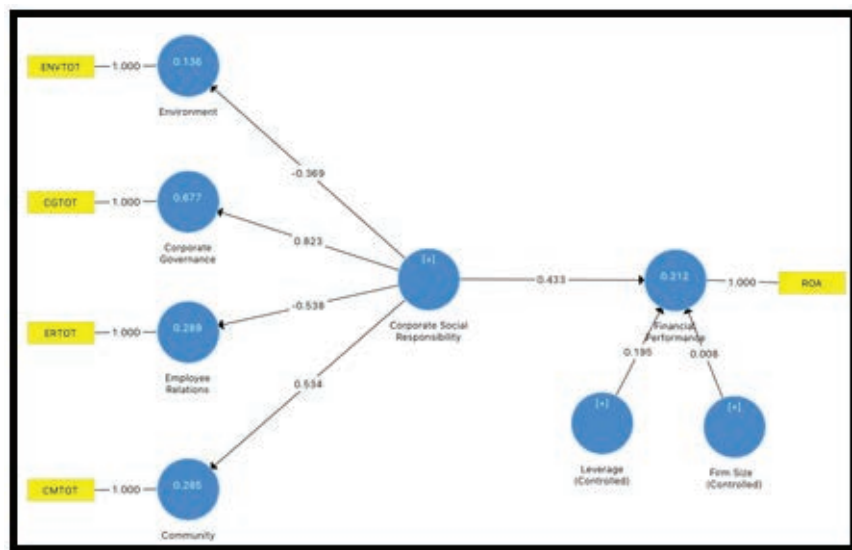 ENVTOT
1.000
0.136
Environment
-0.369
CGTOT
1.000
0.677
Corporate
Governance
0.823
[+]
Corporate Social
Responsibility
0.433
0.212
Financial
Performance
1.000
ROA
ERTOT
1.000
0.289
Employee
Relations
-0.538
0.534
0.195
0.008
[+]
Leverage
(Controlled)
[+]
Firm Size
(Controlled)
CMTOT
1.000
0.285
Community